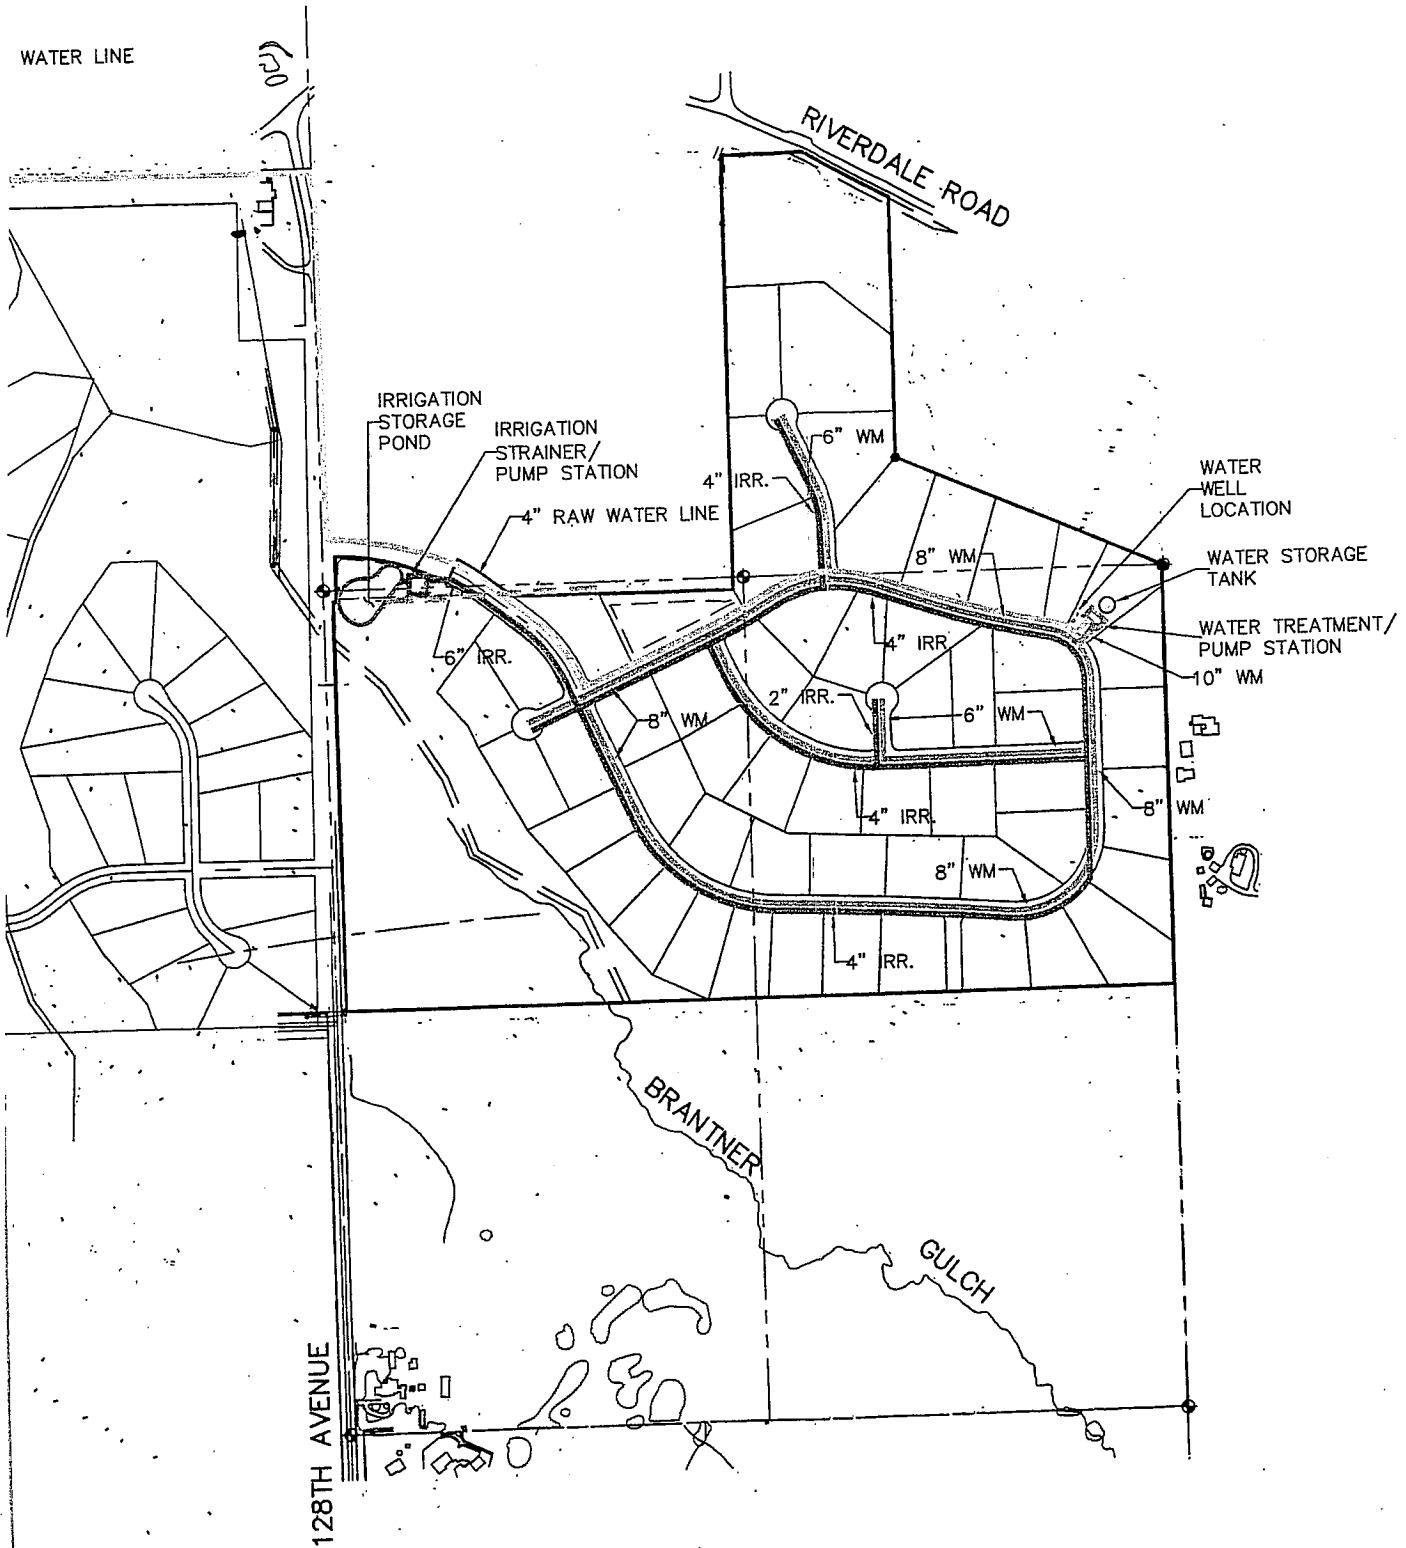 WATER LINE
RIVERDALE ROAD
IRRIGATION
STORAGE
POND
IRRIGATION
STRAINER/
PUMP STATION
6" WM
4" IRR.
4" RAW WATER LINE
WATER
WELL
LOCATION
8" WM
WATER STORAGE
TANK
4" IRR.
WATER TREATMENT/
PUMP STATION
6" IRR.
10" WM
2" IRR.
8" WM
6" WM
8" WM
4" IRR.
8" WM
4" IRR.
BRANTNER
GULCH
128TH AVENUE